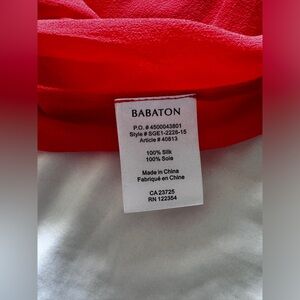 BABATON
P.O. # 4500043801
Style # SGE1-2228-15
Article # 40813
100% Silk
100% Soie
Made in China
Fabriqué en Chine
CA 23725
RN 122354